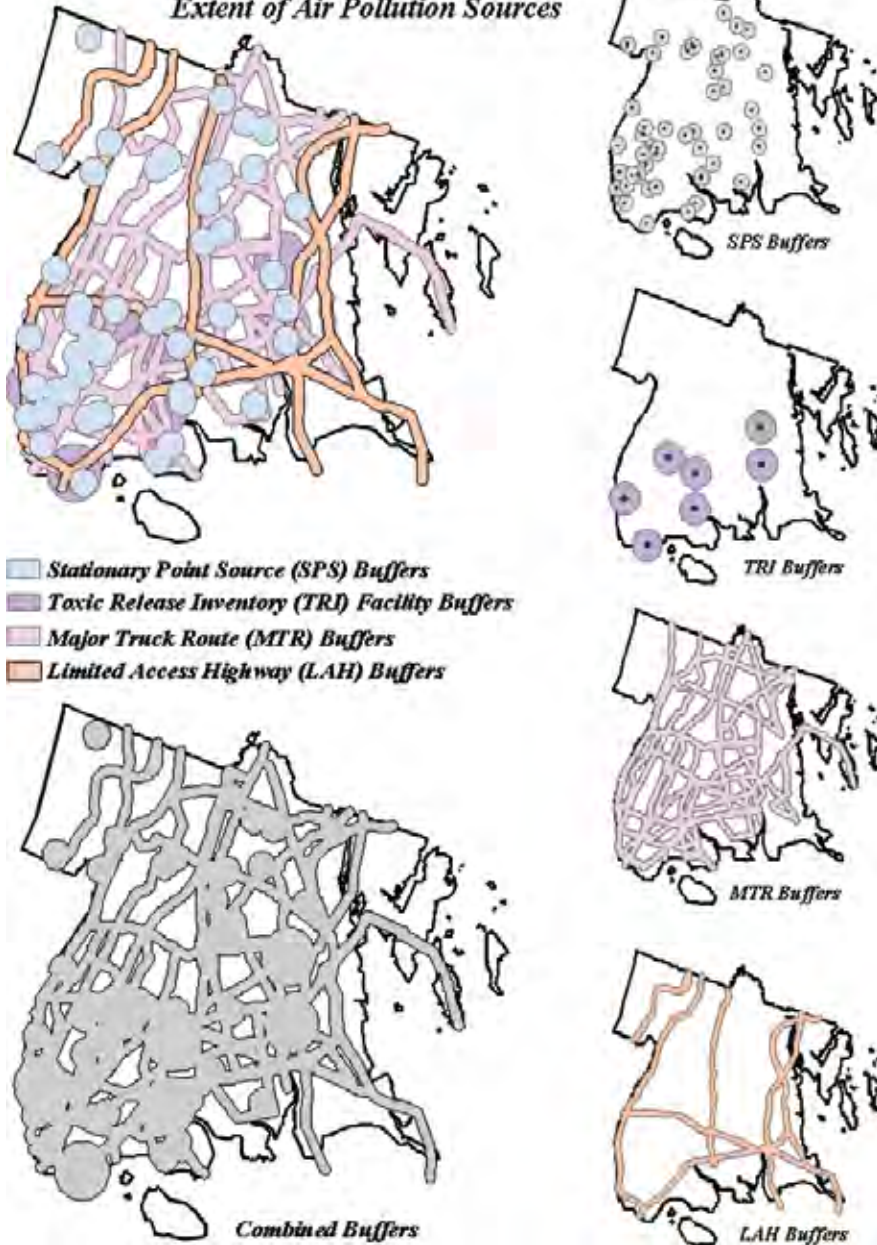 Extent of Air Pollution Sources
SPS Buffers
TRI Buffers
Stationary Point Source (SPS) Buffers
Toxic Release Inventory (TRI) Facility Buffers
Major Truck Route (MTR) Buffers
Limited Access Highway (LAH) Buffers
MTR Buffers
Combined Buffers
LAH Buffers